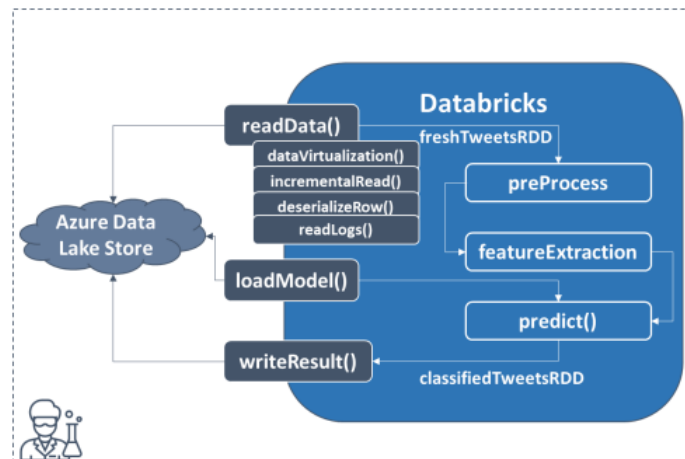 Databricks
readData()
freshTweetsRDD
dataVirtualization()
incrementalRead()
deserializeRow()
readLogs()
preProcess
Azure Data
Lake Store
featureExtraction
loadModel()
predict()
writeResult()
classifiedTweetsRDD